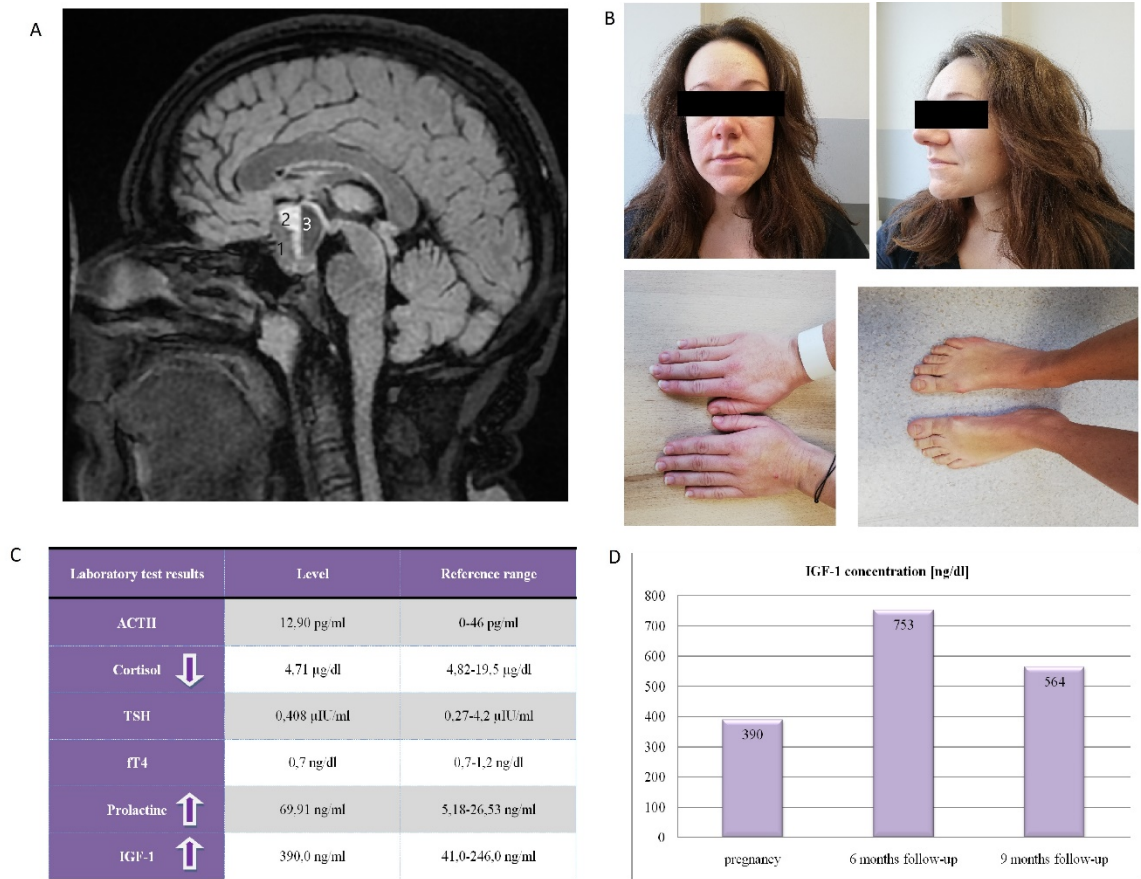 A
2
3
1
B
C
Laboratory test results Level Reference range
ACTH 12,90 pg/ml 0-46 pg/ml
Cortisol 4,71 µg/dl 4,82-19,5 µg/dl
TSH 0,408 µIU/ml 0,27-4,2 µIU/ml
fT4 0,7 ng/dl 0,7-1,2 ng/dl
Prolactine 69,91 ng/ml 5,18-26,53 ng/ml
IGF-1 390,0 ng/ml 41,0-246,0 ng/ml
D
IGF-1 concentration [ng/dl]
800
700
600
500
400
300
200
100
0
390
753
564
pregnancy 6 months follow-up 9 months follow-up